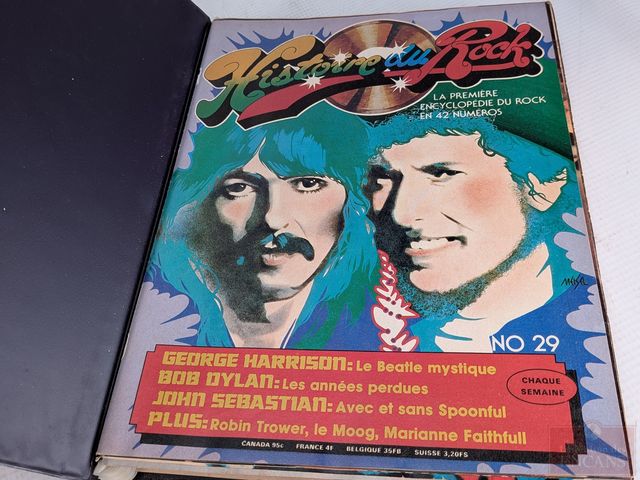 Histoire du Rock
LA PREMIÈRE
ENCYCLOPÉDIE DU ROCK
EN 42 NUMÉROS
MEISEL
NO 29
GEORGE HARRISON: Le Beatle mystique
BOB DYLAN: Les années perdues
JOHN SEBASTIAN: Avec et sans Spoonful
PLUS: Robin Trower, le Moog, Marianne Faithfull
CHAQUE
SEMAINE
CANADA 95c FRANCE 4F BELGIQUE 35FB SUISSE 3,20FS